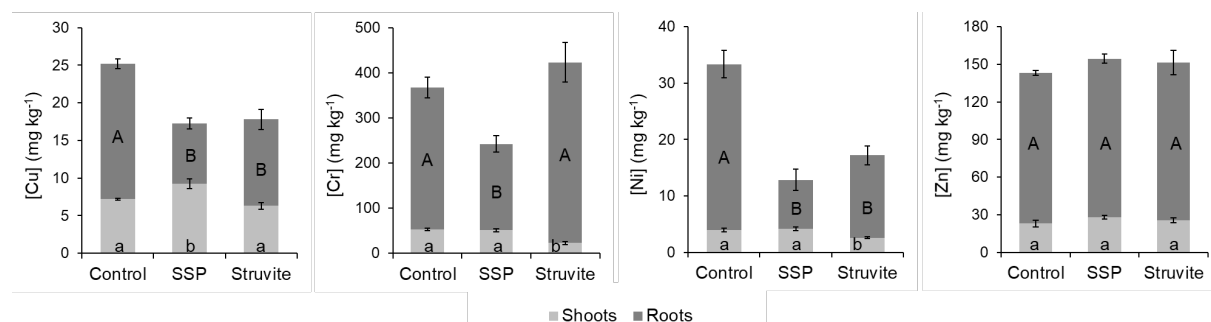 [Cu] (mg kg-1)
30
25
20
15
10
5
0
A
B
B
a
b
a
Control SSP Struvite
[Cr] (mg kg-1)
500
400
300
200
100
0
A
B
A
a
a
b
Control SSP Struvite
[Ni] (mg kg-1)
40
30
20
10
0
A
B
B
a
a
b
Control SSP Struvite
[Zn] (mg kg-1)
180
150
120
90
60
30
0
A
A
A
a
a
a
Control SSP Struvite
Shoots Roots